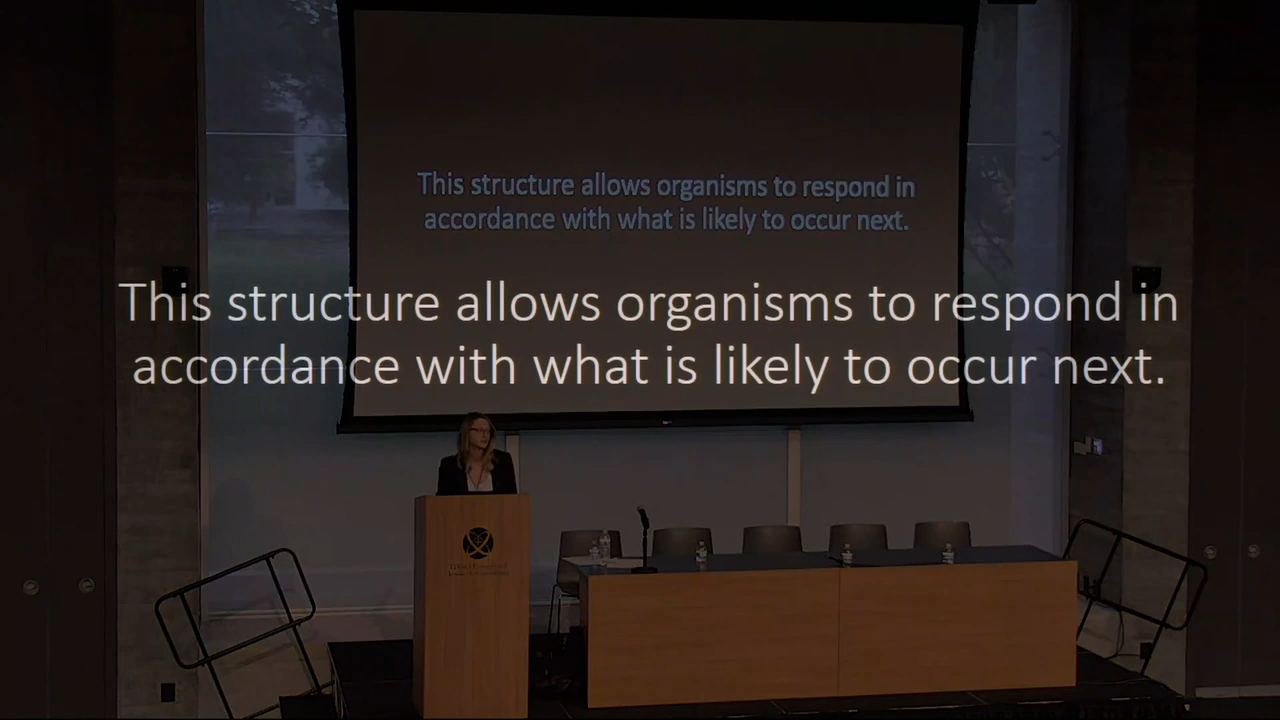 This structure allows organisms to respond in
accordance with what is likely to occur next.
This structure allows organisms to respond in
accordance with what is likely to occur next.